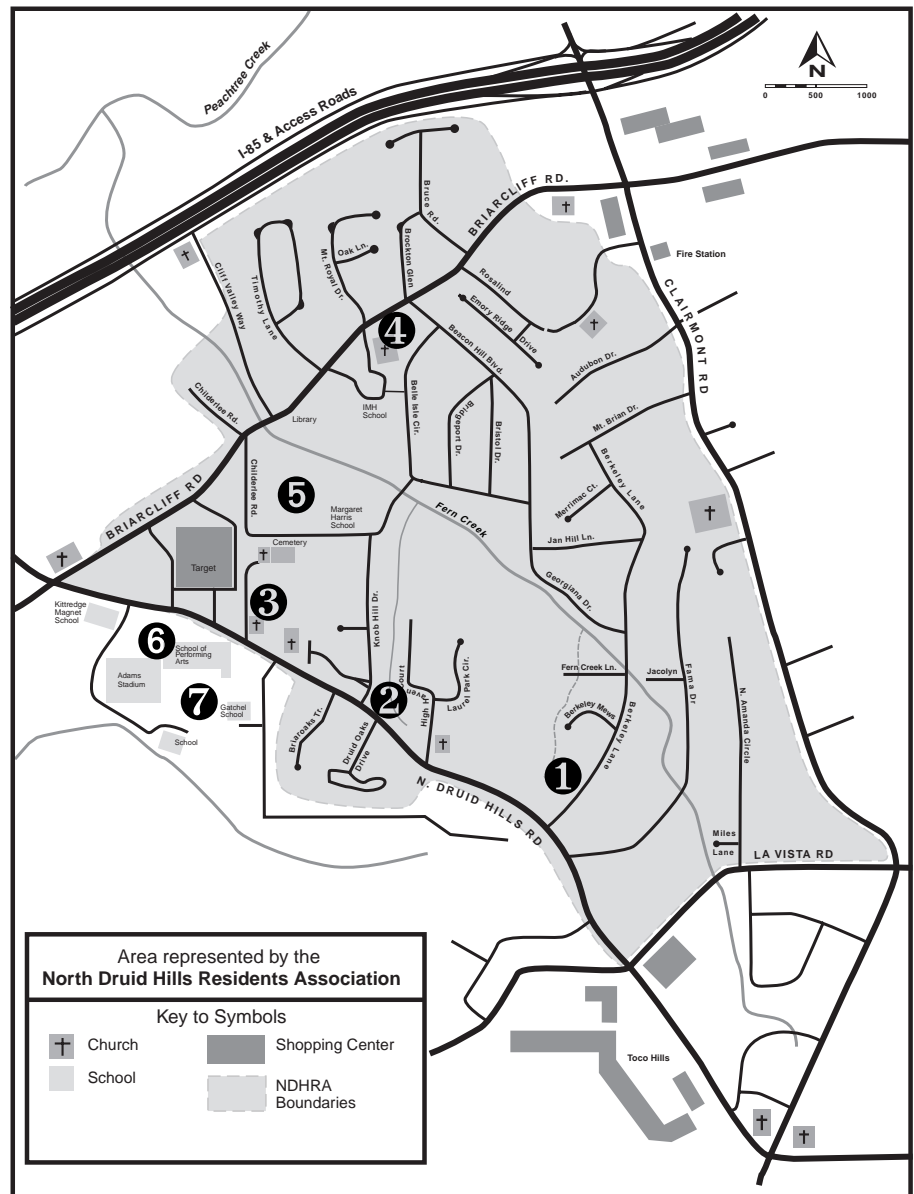 Peachtree Creek
I-85 & Access Roads
N
0 500 1000
BRIARCLIFF RD.
Bruce Rd.
Oak Ln.
Mt. Royal Dr.
Brockton Glen
Cliff Valley Way
Timothy Lane
Rosalind
Emory Ridge
Drive
Fire Station
CLAIRMONT RD
4
Beacon Hill Blvd.
Audubon Dr.
Childerlee Rd.
Library
IMH
School
Belle Isle Cir.
Bridgeport Dr.
Bristol Dr.
Mt. Brian Dr.
Berkeley Lane
BRIARCLIFF RD
Childerlee Rd.
5
Margaret
Harris
School
Fern Creek
Merrimac Ct.
Jan Hill Ln.
Cemetery
Target
3
Georgiana Dr.
Kittredge
Magnet
School
6
School of
Performing
Arts
Adams
Stadium
7
Gatchel
School
School
Knob Hill Dr.
2
High Haven Court
Laurel Park Cir.
Fern Creek Ln.
Jacolyn
Fama Dr
N. Amanda Circle
Briaroaks Tr.
Druid Oaks
Drive
Berkeley Mews
Berkeley Lane
1
N. DRUID HILLS RD
Miles
Lane
LA VISTA RD
Toco Hills
Area represented by the
North Druid Hills Residents Association
Key to Symbols
Church
Shopping Center
School
NDHRA
Boundaries